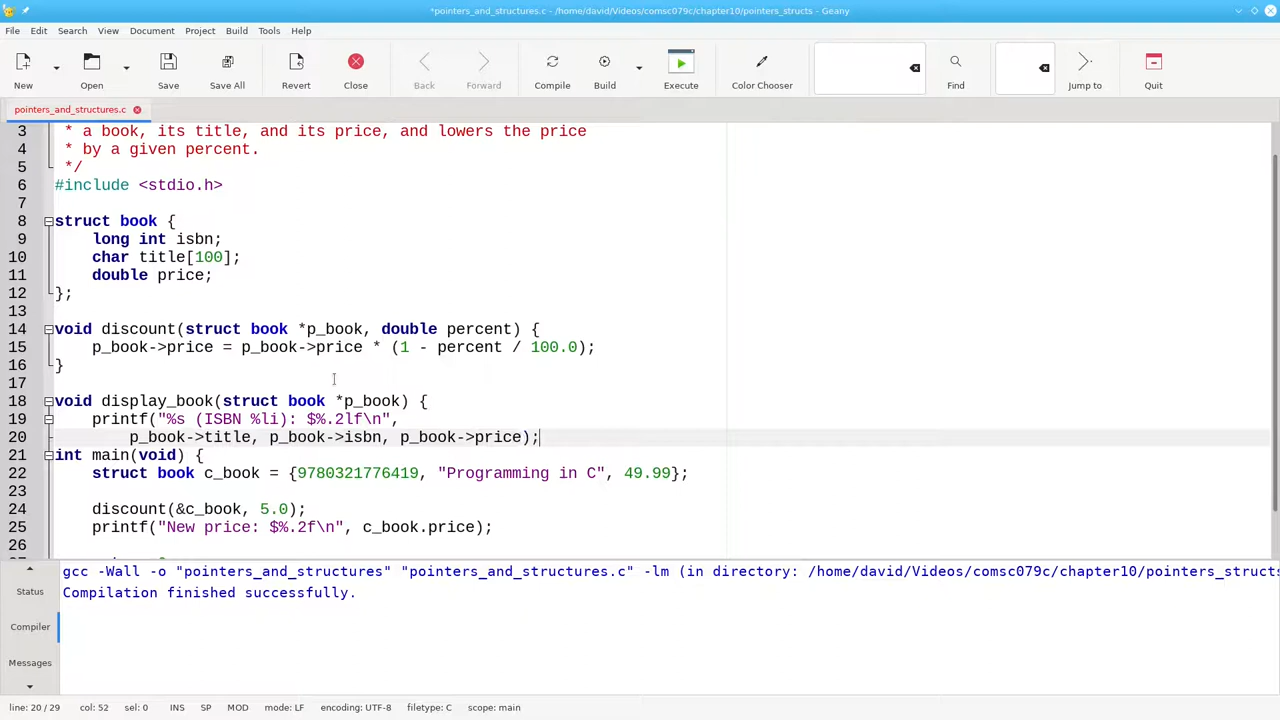 *pointers_and_structures.c - /home/david/Videos/comsc079c/chapter10/pointers_structs - Geany
File Edit Search View Document Project Build Tools Help
New Open Save Save All Revert Close Back Forward Compile Build Execute Color Chooser Find Jump to Quit
pointers_and_structures.c
3 * a book, its title, and its price, and lowers the price
4 * by a given percent.
5 */
6 #include <stdio.h>
7
8 struct book {
9 long int isbn;
10 char title[100];
11 double price;
12 };
13
14 void discount(struct book *p_book, double percent) {
15 p_book->price = p_book->price * (1 - percent / 100.0);
16 }
17
18 void display_book(struct book *p_book) {
19 printf("%s (ISBN %li): $%.2lf\n",
20 p_book->title, p_book->isbn, p_book->price);
21 int main(void) {
22 struct book c_book = {9780321776419, "Programming in C", 49.99};
23
24 discount(&c_book, 5.0);
25 printf("New price: $%.2f\n", c_book.price);
26
Status
Compiler
Messages
gcc -Wall -o "pointers_and_structures" "pointers_and_structures.c" -lm (in directory: /home/david/Videos/comsc079c/chapter10/pointers_structs
Compilation finished successfully.
line: 20 / 29 col: 52 sel: 0 INS SP MOD mode: LF encoding: UTF-8 filetype: C scope: main